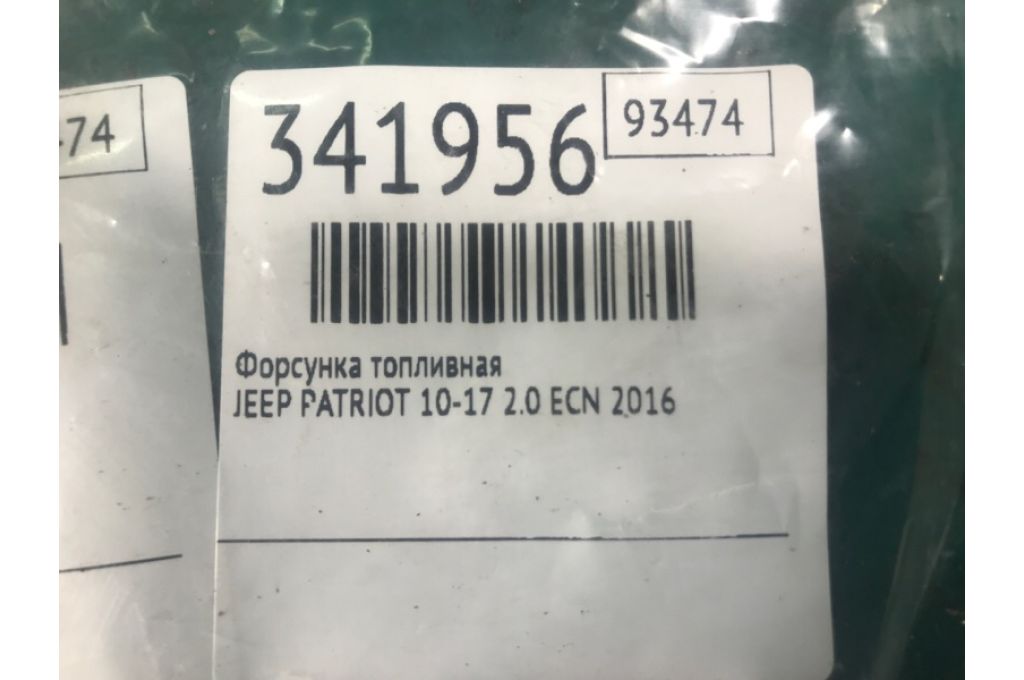 341956
93474
Форсунка топливная
JEEP PATRIOT 10-17 2.0 ECN 2016
74